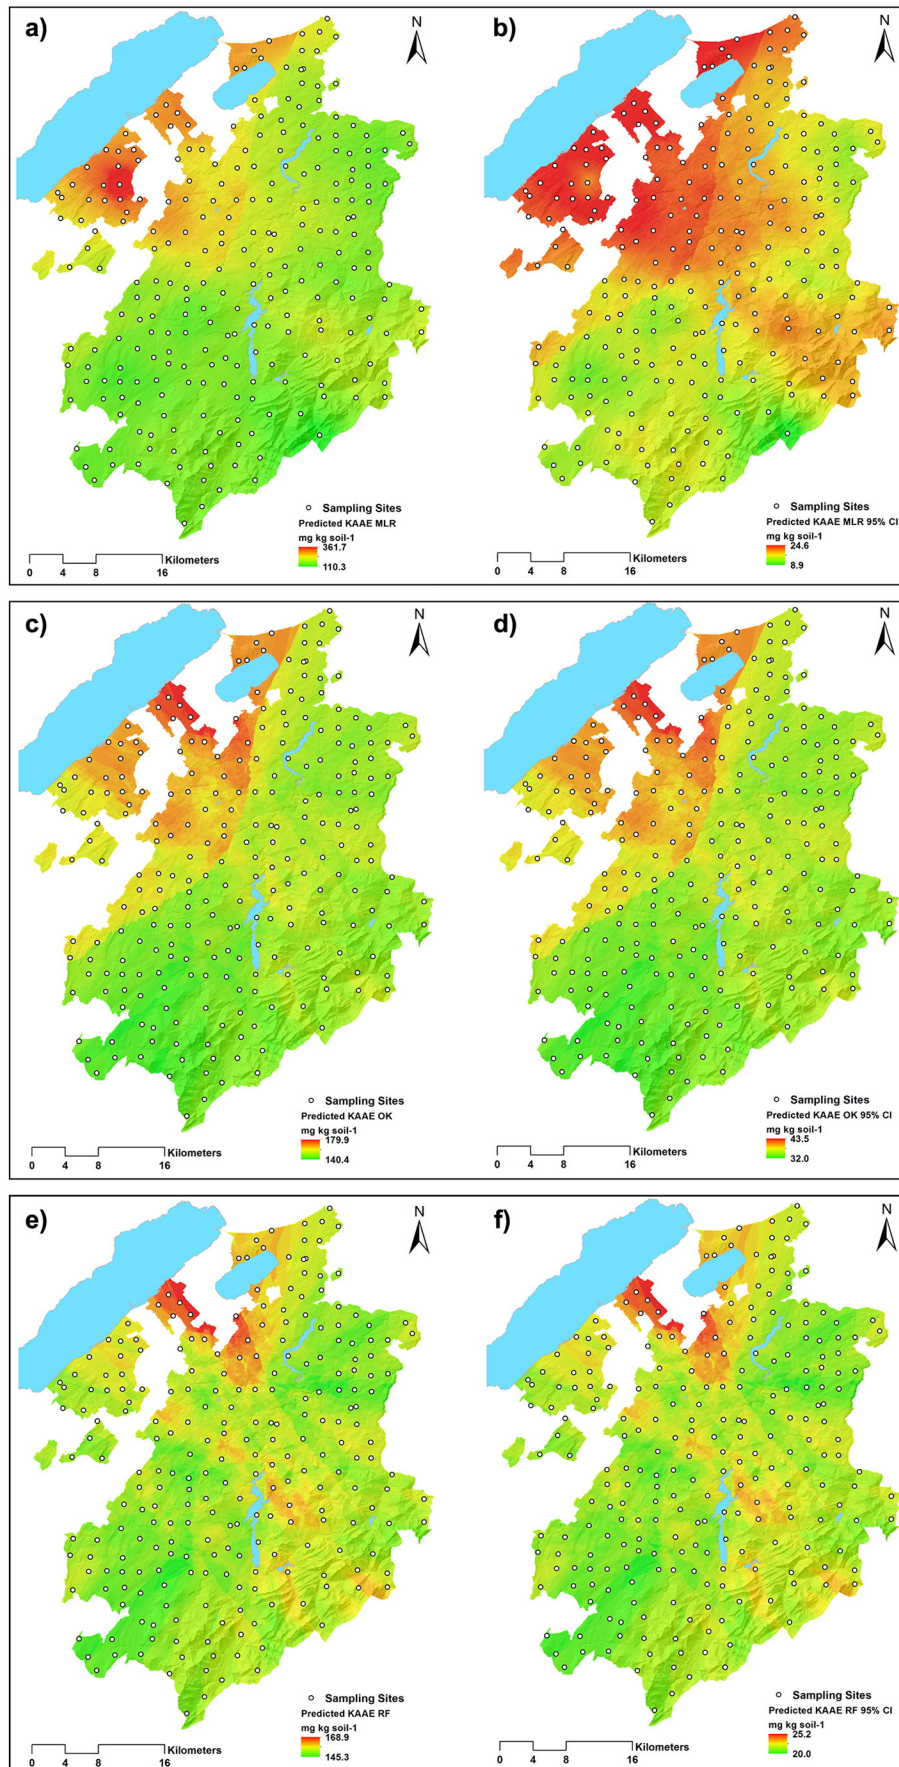 a)
N
Sampling Sites
Predicted KAAE MLR
mg kg soil-1
361.7
110.3
Kilometers
0 4 8 16
b)
N
Sampling Sites
Predicted KAAE MLR 95% CI
mg kg soil-1
24.6
8.9
Kilometers
0 4 8 16
c)
N
Sampling Sites
Predicted KAAE OK
mg kg soil-1
179.9
140.4
Kilometers
0 4 8 16
d)
N
Sampling Sites
Predicted KAAE OK 95% CI
mg kg soil-1
43.5
32.0
Kilometers
0 4 8 16
e)
N
Sampling Sites
Predicted KAAE RF
mg kg soil-1
168.9
145.3
Kilometers
0 4 8 16
f)
N
Sampling Sites
Predicted KAAE RF 95% CI
mg kg soil-1
25.2
20.0
Kilometers
0 4 8 16